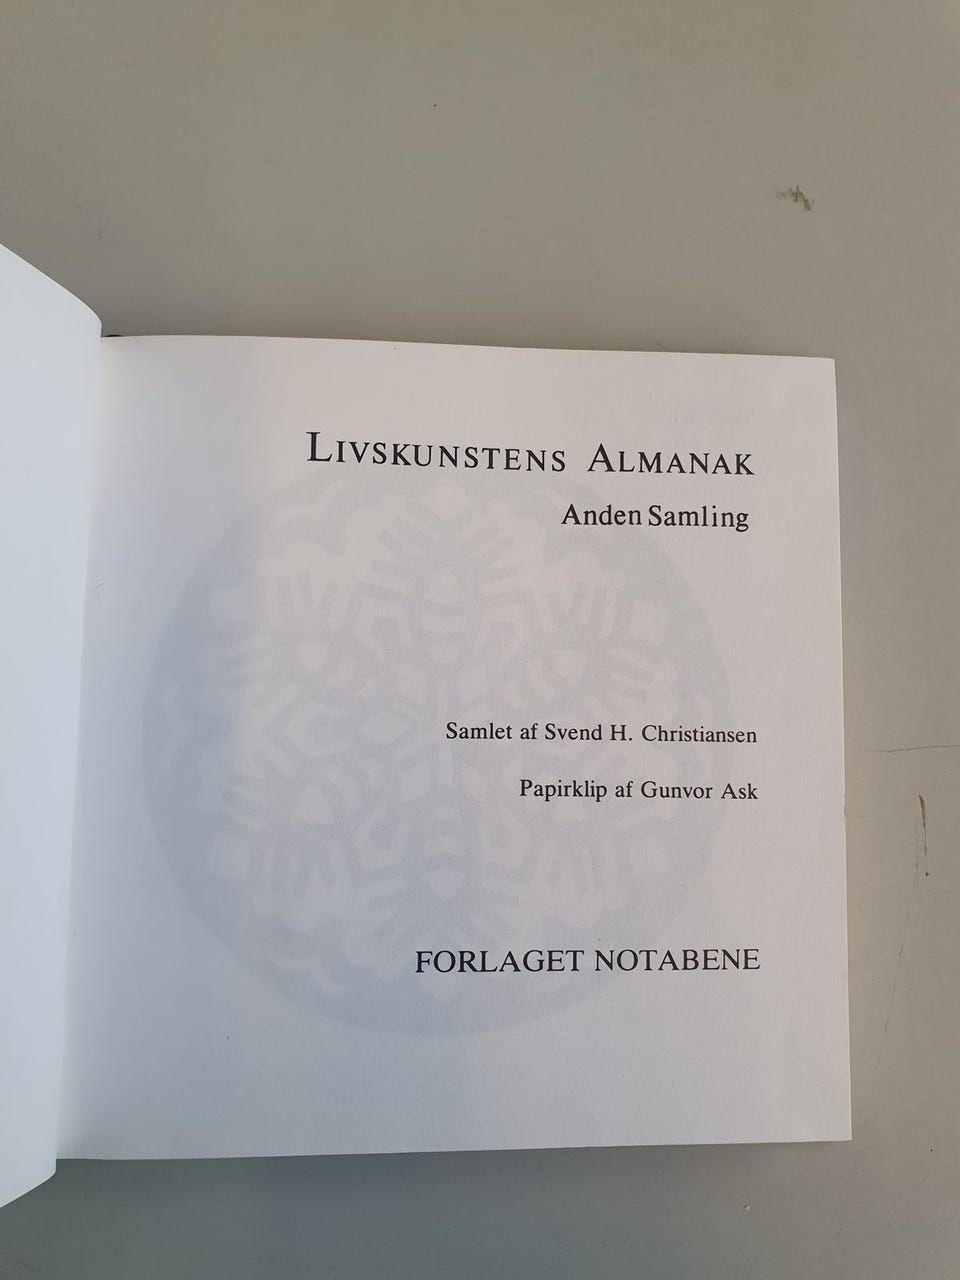 LIVSKUNSTENS ALMANAK
Anden Samling
Samlet af Svend H. Christiansen
Papirklip af Gunvor Ask
FORLAGET NOTABENE